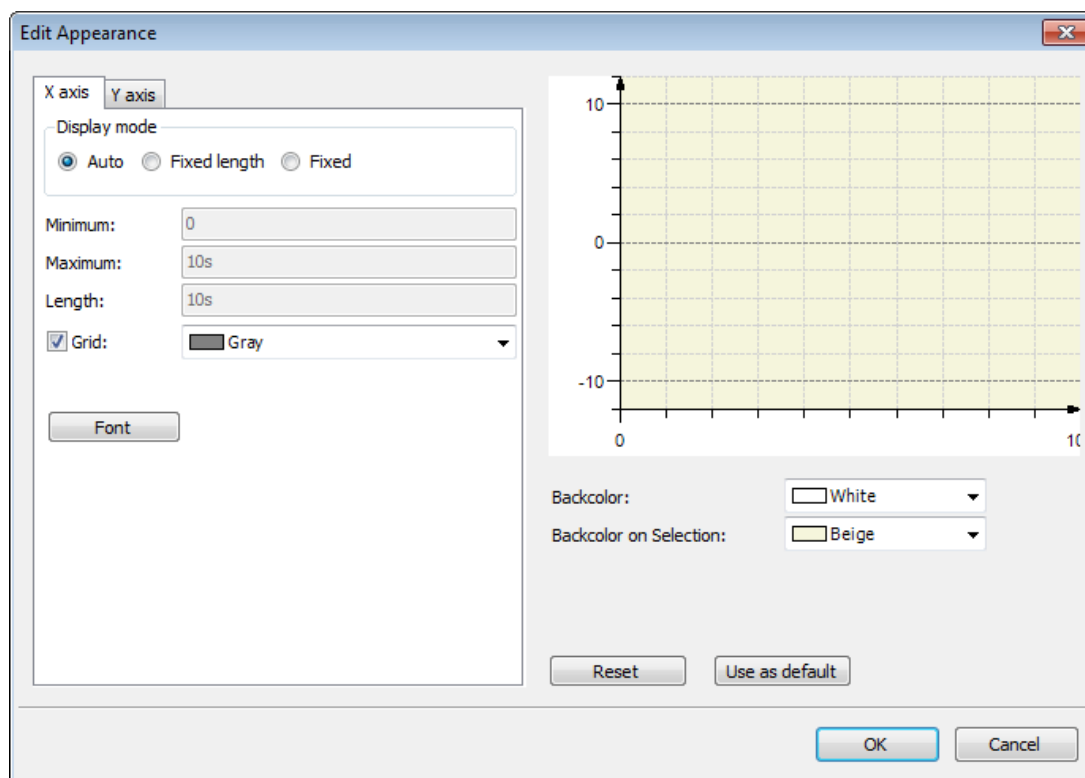 Edit Appearance
X axis Y axis
Display mode
Auto Fixed length Fixed
Minimum: 0
Maximum: 10s
Length: 10s
Grid: Gray
Font
10
0
-10
0 10
Backcolor: White
Backcolor on Selection: Beige
Reset Use as default
OK Cancel